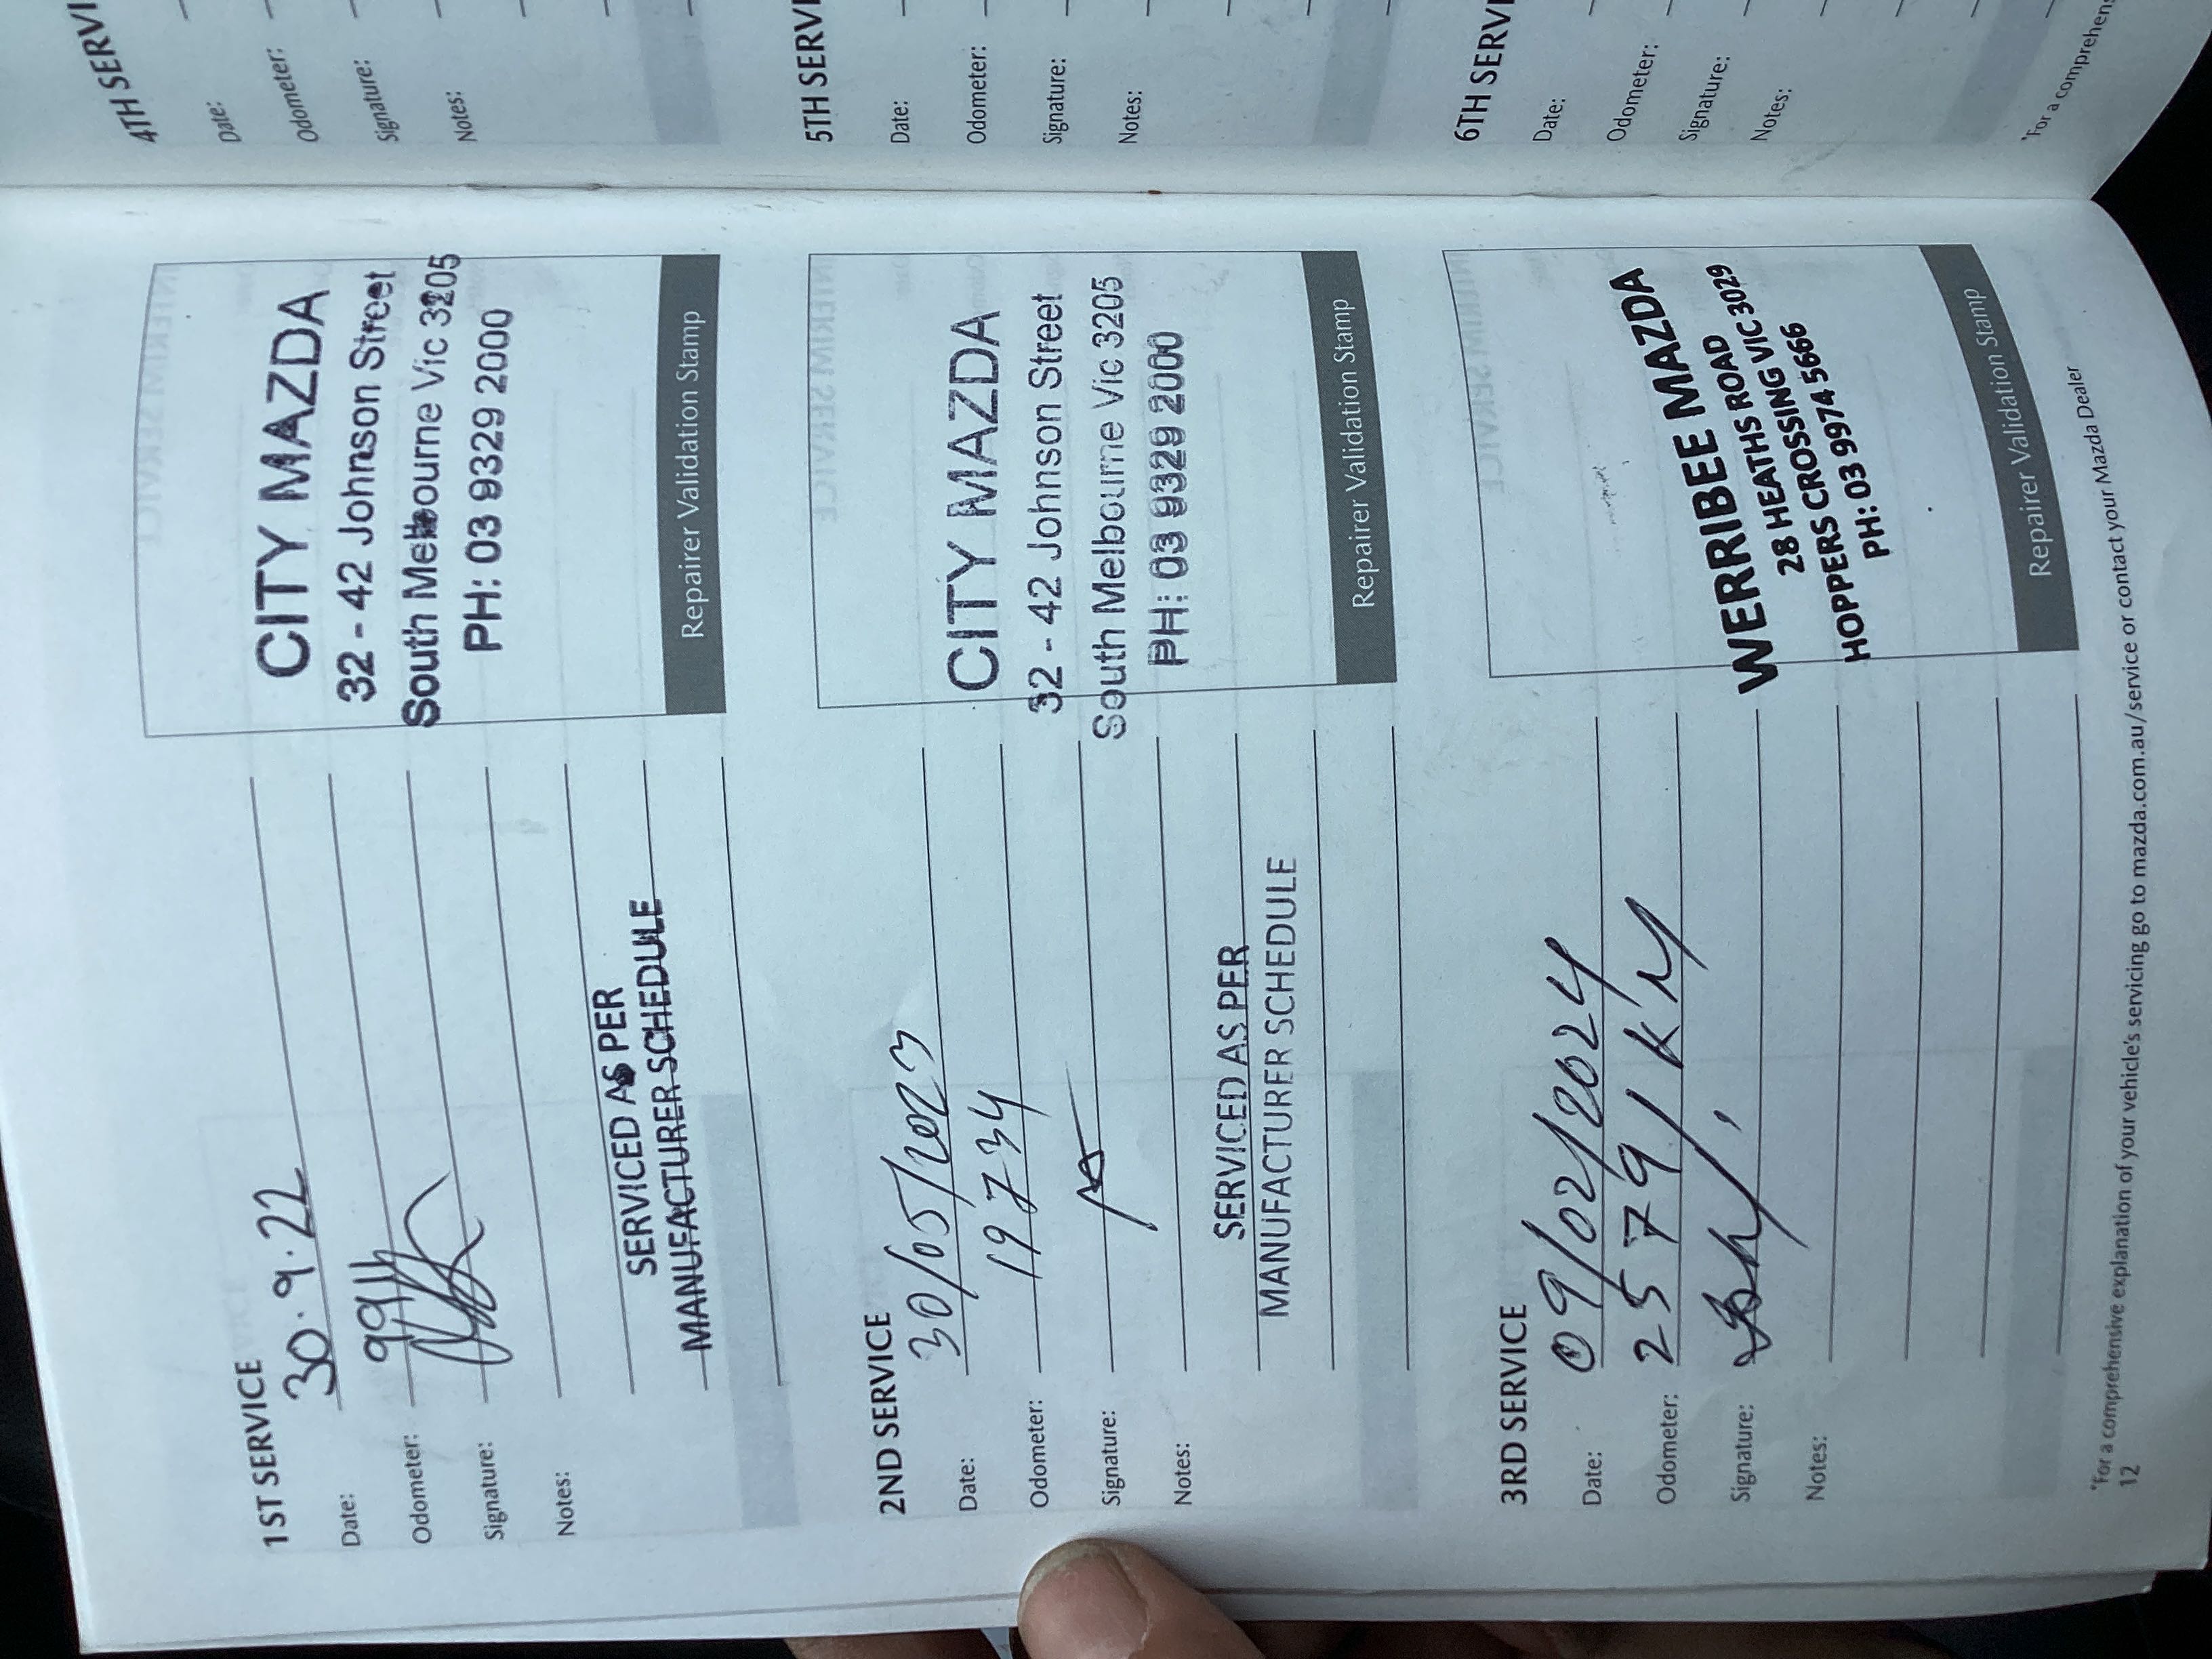 1ST SERVICE
Date: 30.9.22
Odometer:
Signature:
Notes:
SERVICED AS PER
MANUFACTURER SCHEDULE
CITY MAZDA
32 - 42 Johnson Street
South Melbourne Vic 3205
PH: 03 9329 2000
Repairer Validation Stamp
2ND SERVICE
Date: 30/05/2023
Odometer: 19734
Signature:
Notes:
SERVICED AS PER
MANUFACTURER SCHEDULE
CITY MAZDA
32 - 42 Johnson Street
South Melbourne Vic 3205
PH: 03 9329 2000
Repairer Validation Stamp
3RD SERVICE
Date: 09/02/2024
Odometer: 25791 KM
Signature:
Notes:
WERRIBEE MAZDA
28 HEATHS ROAD
HOPPERS CROSSING VIC 3029
PH: 03 9974 5666
Repairer Validation Stamp
*For a comprehensive explanation of your vehicle's servicing go to mazda.com.au/service or contact your Mazda Dealer
12
4TH SERVI
Date:
Odometer:
Signature:
Notes:
5TH SERVI
Date:
Odometer:
Signature:
Notes:
6TH SERVI
Date:
Odometer:
Signature:
Notes:
*For a comprehens